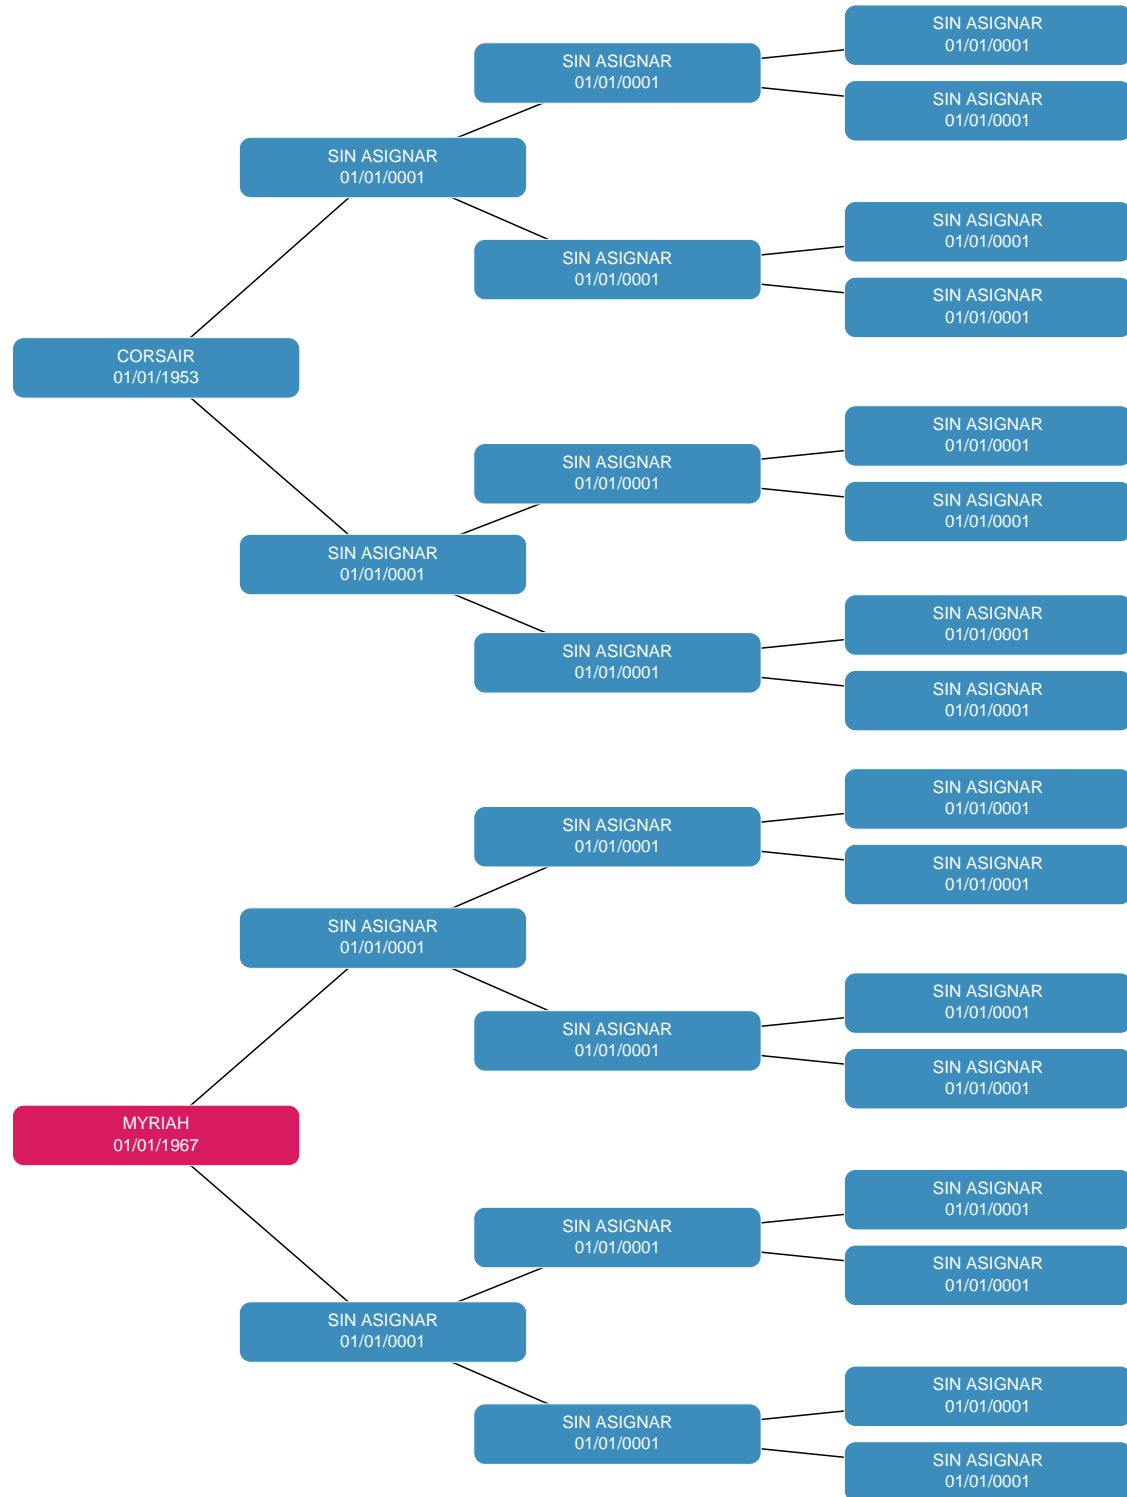 SIN ASIGNAR
01/01/0001
SIN ASIGNAR
01/01/0001
SIN ASIGNAR
01/01/0001
SIN ASIGNAR
01/01/0001
SIN ASIGNAR
01/01/0001
SIN ASIGNAR
01/01/0001
SIN ASIGNAR
01/01/0001
CORSAIR
01/01/1953
SIN ASIGNAR
01/01/0001
SIN ASIGNAR
01/01/0001
SIN ASIGNAR
01/01/0001
SIN ASIGNAR
01/01/0001
SIN ASIGNAR
01/01/0001
SIN ASIGNAR
01/01/0001
SIN ASIGNAR
01/01/0001
SIN ASIGNAR
01/01/0001
SIN ASIGNAR
01/01/0001
SIN ASIGNAR
01/01/0001
SIN ASIGNAR
01/01/0001
SIN ASIGNAR
01/01/0001
SIN ASIGNAR
01/01/0001
SIN ASIGNAR
01/01/0001
MYRIAH
01/01/1967
SIN ASIGNAR
01/01/0001
SIN ASIGNAR
01/01/0001
SIN ASIGNAR
01/01/0001
SIN ASIGNAR
01/01/0001
SIN ASIGNAR
01/01/0001
SIN ASIGNAR
01/01/0001
SIN ASIGNAR
01/01/0001